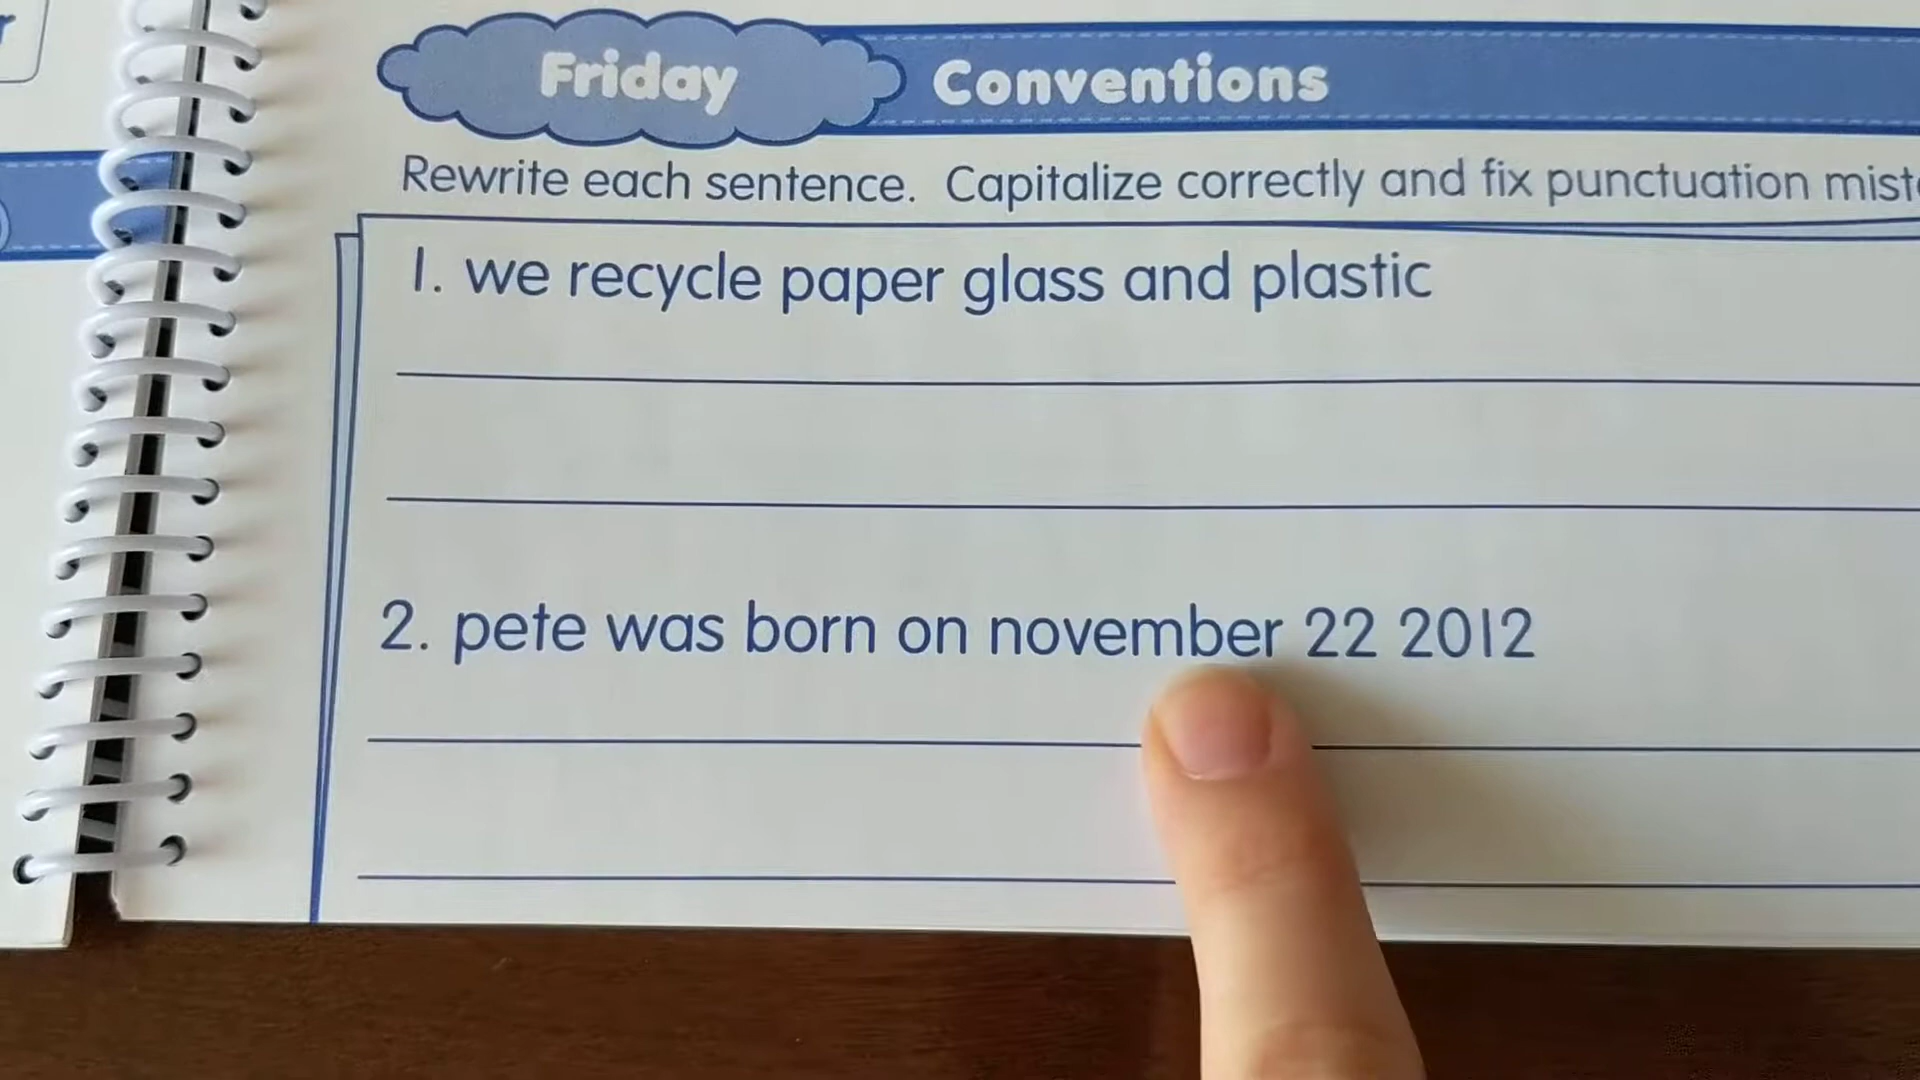 Friday Conventions
Rewrite each sentence. Capitalize correctly and fix punctuation
1. we recycle paper glass and plastic
2. pete was born on november 22 2012